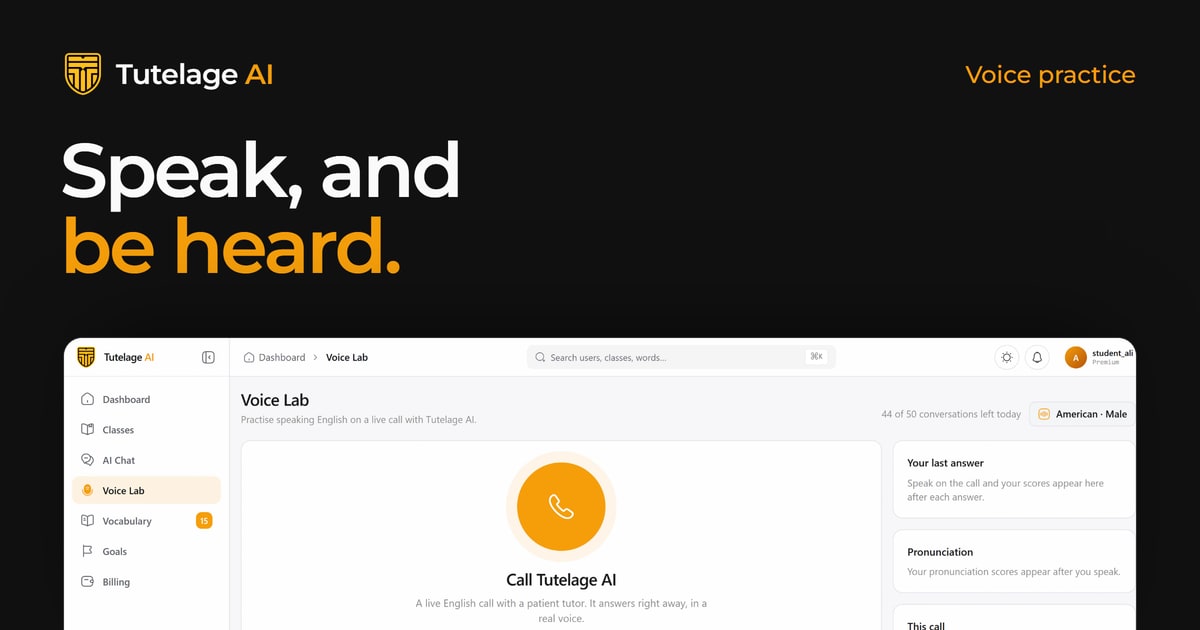 Tutelage AI
Voice practice
Speak, and
be heard.
Tutelage AI
Dashboard
Voice Lab
Search users, classes, words...
⌘K
A
student_ali
Premium
Dashboard
Classes
AI Chat
Voice Lab
Vocabulary
15
Goals
Billing
Voice Lab
Practise speaking English on a live call with Tutelage AI.
44 of 50 conversations left today
American · Male
Call Tutelage AI
A live English call with a patient tutor. It answers right away, in a
real voice.
Your last answer
Speak on the call and your scores appear here
after each answer.
Pronunciation
Your pronunciation scores appear after you speak.
This call